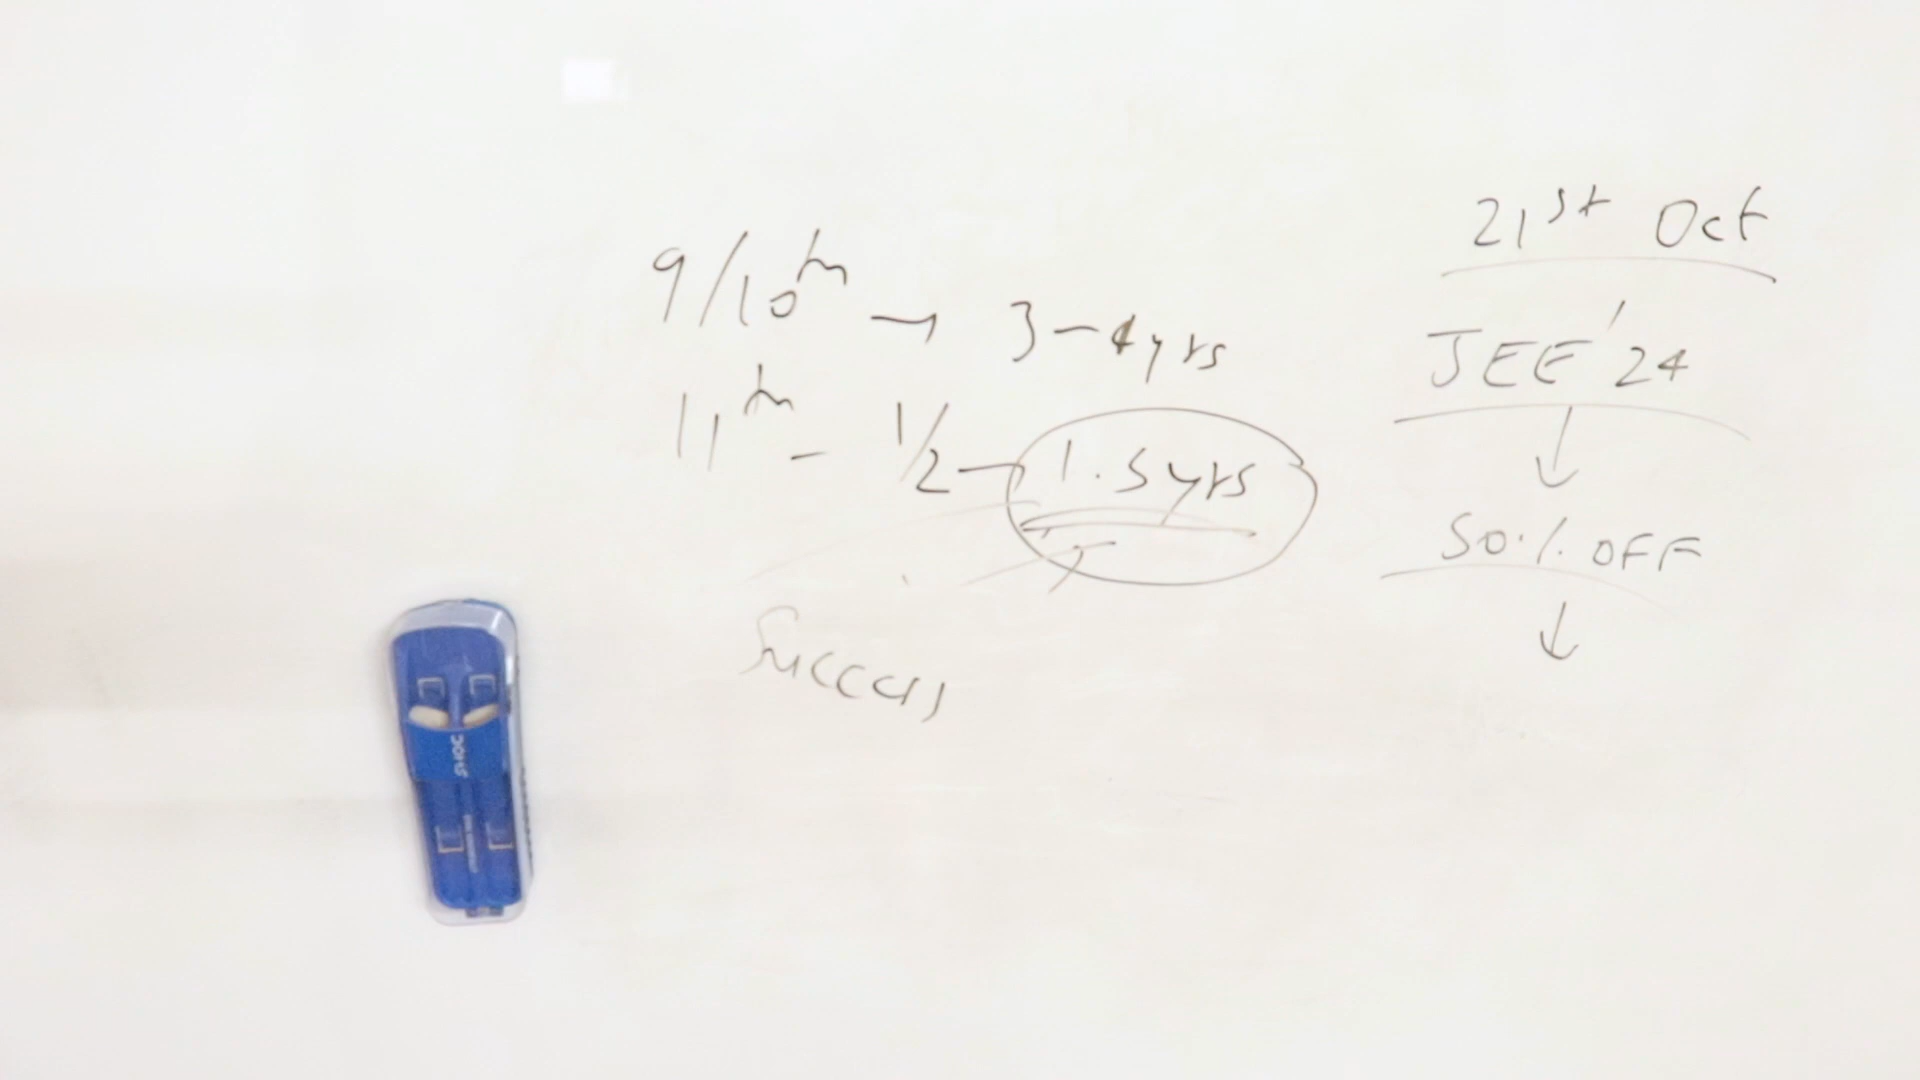 9/10th → 3-4yrs
11th - 1/2 - 1.5yrs
Success
21st Oct
JEE'24
↓
50% OFF
↓